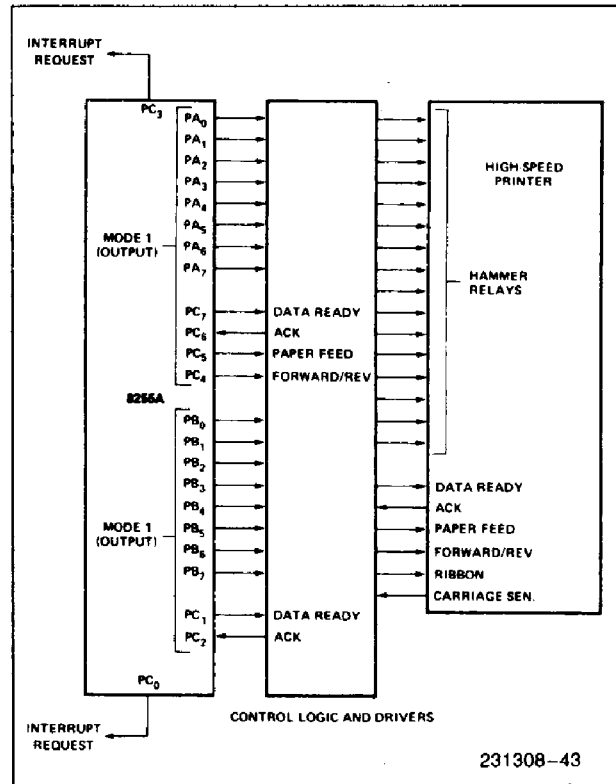 INTERRUPT
REQUEST
PC3
PA0
PA1
PA2
PA3
PA4
PA5
PA6
PA7
MODE 1
(OUTPUT)
PC7
PC6
PC5
PC4
DATA READY
ACK
PAPER FEED
FORWARD/REV
8255A
PB0
PB1
PB2
PB3
PB4
PB5
PB6
PB7
MODE 1
(OUTPUT)
PC1
PC2
DATA READY
ACK
PC0
INTERRUPT
REQUEST
CONTROL LOGIC AND DRIVERS
HIGH-SPEED
PRINTER
HAMMER
RELAYS
DATA READY
ACK
PAPER FEED
FORWARD/REV
RIBBON
CARRIAGE SEN.
231308-43